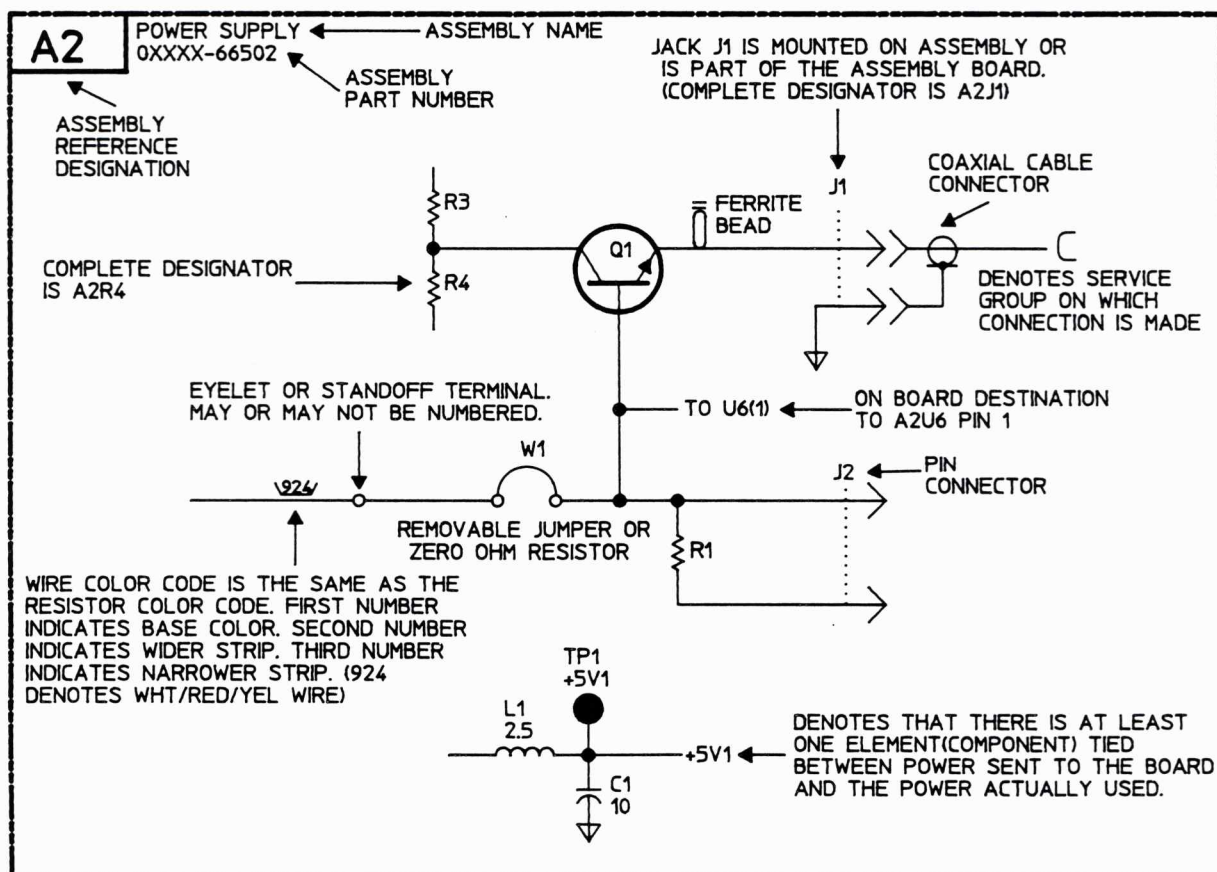 A2
POWER SUPPLY
0XXXX-66502
ASSEMBLY NAME
ASSEMBLY
PART NUMBER
ASSEMBLY
REFERENCE
DESIGNATION
JACK J1 IS MOUNTED ON ASSEMBLY OR
IS PART OF THE ASSEMBLY BOARD.
(COMPLETE DESIGNATOR IS A2J1)
COAXIAL CABLE
CONNECTOR
J1
R3
FERRITE
BEAD
Q1
COMPLETE DESIGNATOR
IS A2R4
R4
DENOTES SERVICE
GROUP ON WHICH
CONNECTION IS MADE
EYELET OR STANDOFF TERMINAL.
MAY OR MAY NOT BE NUMBERED.
TO U6(1)
ON BOARD DESTINATION
TO A2U6 PIN 1
W1
J2
PIN
CONNECTOR
924
REMOVABLE JUMPER OR
ZERO OHM RESISTOR
R1
WIRE COLOR CODE IS THE SAME AS THE
RESISTOR COLOR CODE. FIRST NUMBER
INDICATES BASE COLOR. SECOND NUMBER
INDICATES WIDER STRIP. THIRD NUMBER
INDICATES NARROWER STRIP. (924
DENOTES WHT/RED/YEL WIRE)
TP1
+5V1
L1
2.5
+5V1
C1
10
DENOTES THAT THERE IS AT LEAST
ONE ELEMENT(COMPONENT) TIED
BETWEEN POWER SENT TO THE BOARD
AND THE POWER ACTUALLY USED.